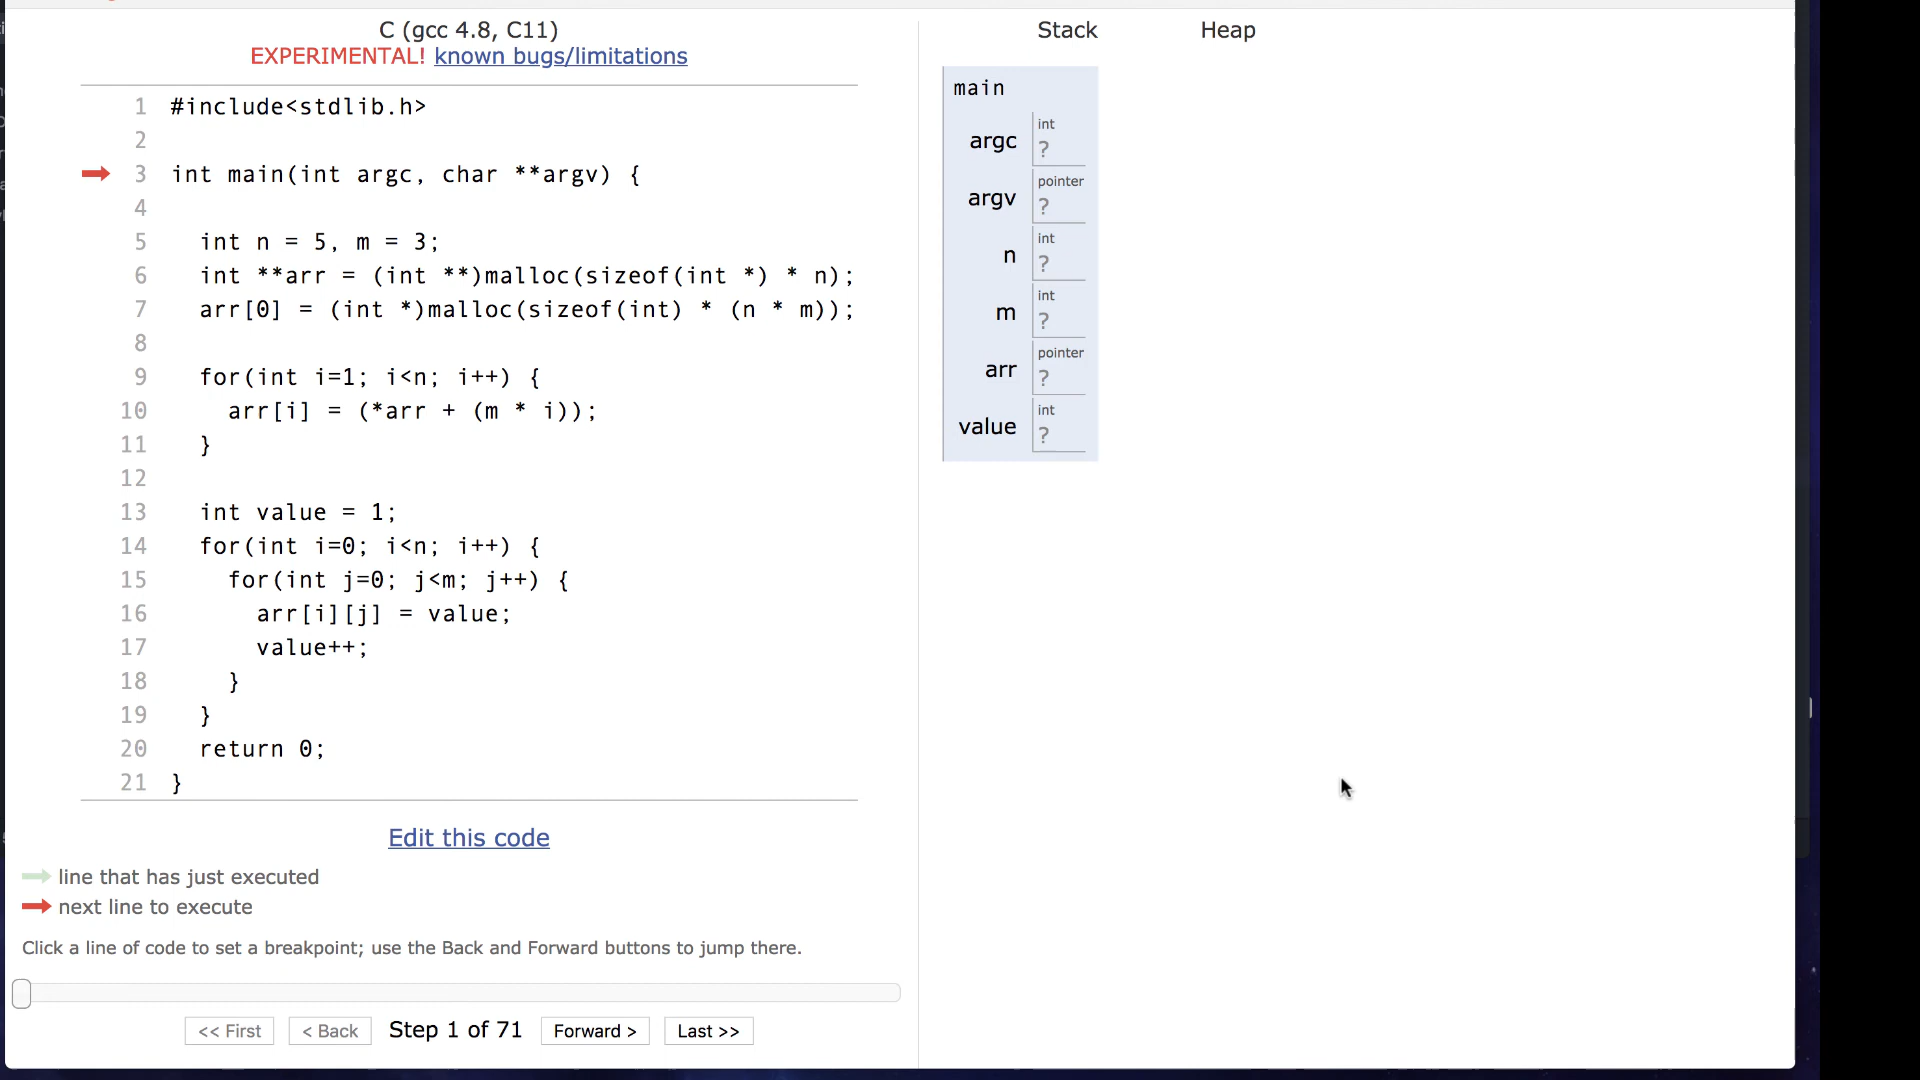 C (gcc 4.8, C11)
EXPERIMENTAL! known bugs/limitations
1 #include<stdlib.h>
2
3 int main(int argc, char **argv) {
4
5 int n = 5, m = 3;
6 int **arr = (int **)malloc(sizeof(int *) * n);
7 arr[0] = (int *)malloc(sizeof(int) * (n * m));
8
9 for(int i=1; i<n; i++) {
10 arr[i] = (*arr + (m * i));
11 }
12
13 int value = 1;
14 for(int i=0; i<n; i++) {
15 for(int j=0; j<m; j++) {
16 arr[i][j] = value;
17 value++;
18 }
19 }
20 return 0;
21 }
Edit this code
line that has just executed
next line to execute
Click a line of code to set a breakpoint; use the Back and Forward buttons to jump there.
<< First < Back Step 1 of 71 Forward > Last >>
Stack Heap
main
int
argc ?
pointer
argv ?
int
n ?
int
m ?
pointer
arr ?
int
value ?